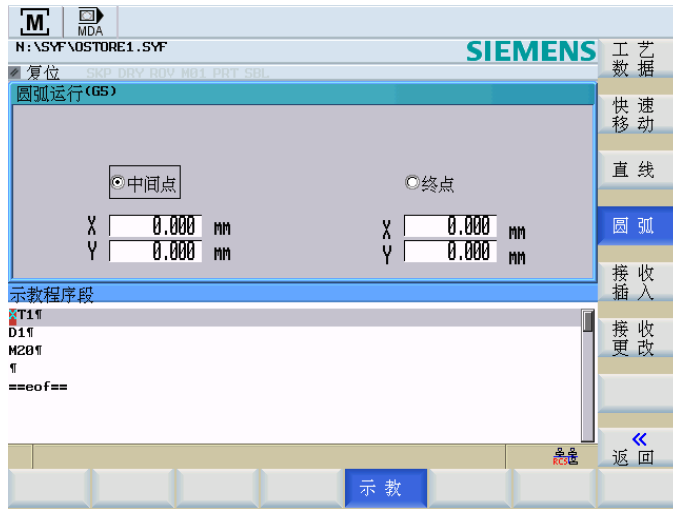 M
MDA
N:\SYF\0STORE1.SYF
SIEMENS
复位 SKP DRY ROV M01 PRT SBL
圆弧运行(G5)
中间点
终点
X 0.000 MM
X 0.000 MM
Y 0.000 MM
Y 0.000 MM
示教程序段
T1¶
D1¶
M20¶
¶
==eof==
RCS
示教
工艺
数据
快速
移动
直线
圆弧
接收
插入
接收
更改
«
返回